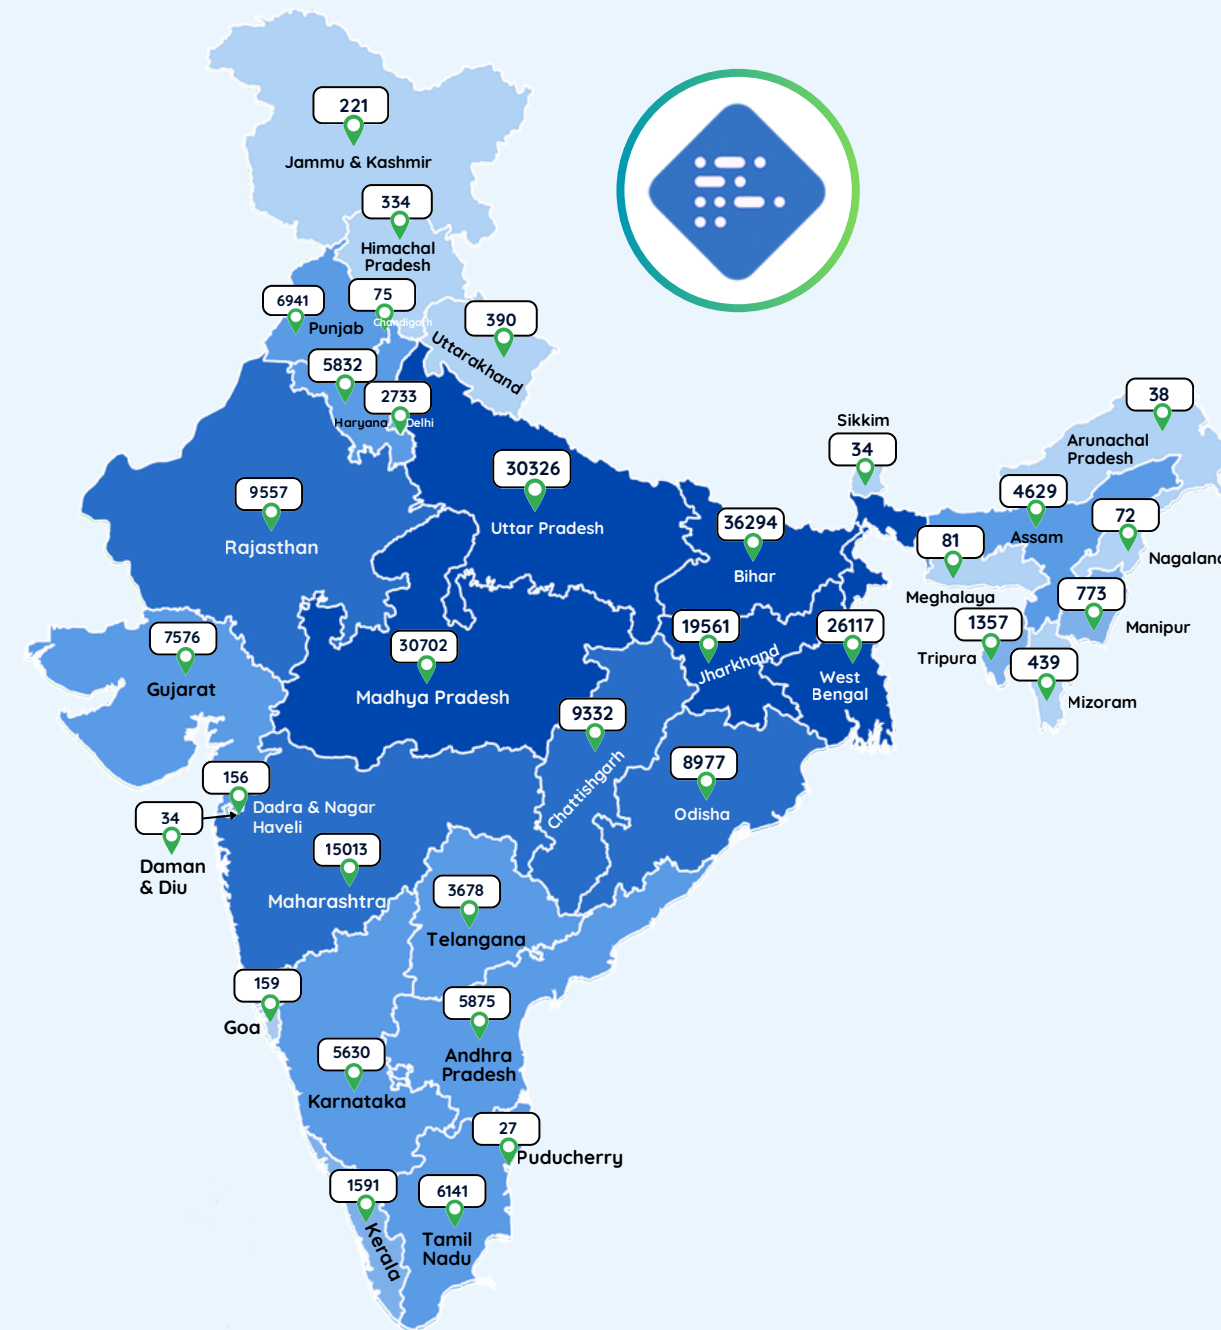 221
Jammu & Kashmir
334
Himachal
Pradesh
6941
Punjab
75
Chandigarh
390
Uttarakhand
5832
Haryana
2733
Delhi
30326
Uttar Pradesh
9557
Rajasthan
36294
Bihar
Sikkim
34
38
Arunachal
Pradesh
4629
Assam
72
Nagaland
81
Meghalaya
773
Manipur
1357
Tripura
439
Mizoram
7576
Gujarat
30702
Madhya Pradesh
19561
Jharkhand
26117
West
Bengal
9332
Chattishgarh
8977
Odisha
156
Dadra & Nagar
Haveli
34
Daman
& Diu
15013
Maharashtra
3678
Telangana
159
Goa
5875
Andhra
Pradesh
5630
Karnataka
27
Puducherry
1591
Kerala
6141
Tamil
Nadu